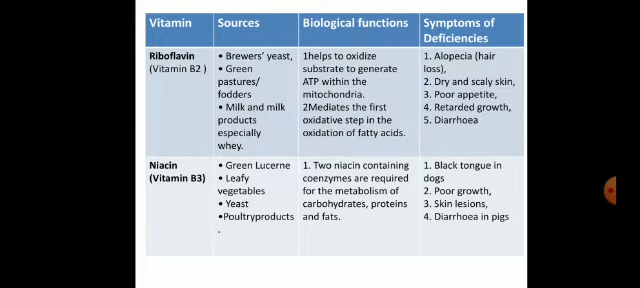 Vitamin
Sources
Biological functions
Symptoms of
Deficiencies
Riboflavin
(Vitamin B2 )
• Brewers’ yeast,
• Green
pastures/
fodders
• Milk and milk
products
especially
whey.
1helps to oxidize
substrate to generate
ATP within the
mitochondria.
2Mediates the first
oxidative step in the
oxidation of fatty acids.
1. Alopecia (hair
loss),
2. Dry and scaly skin,
3. Poor appetite,
4. Retarded growth,
5. Diarrhoea
Niacin
(Vitamin B3)
• Green Lucerne
• Leafy
vegetables
• Yeast
•Poultryproducts
.
1. Two niacin containing
coenzymes are required
for the metabolism of
carbohydrates, proteins
and fats.
1. Black tongue in
dogs
2. Poor growth,
3. Skin lesions,
4. Diarrhoea in pigs